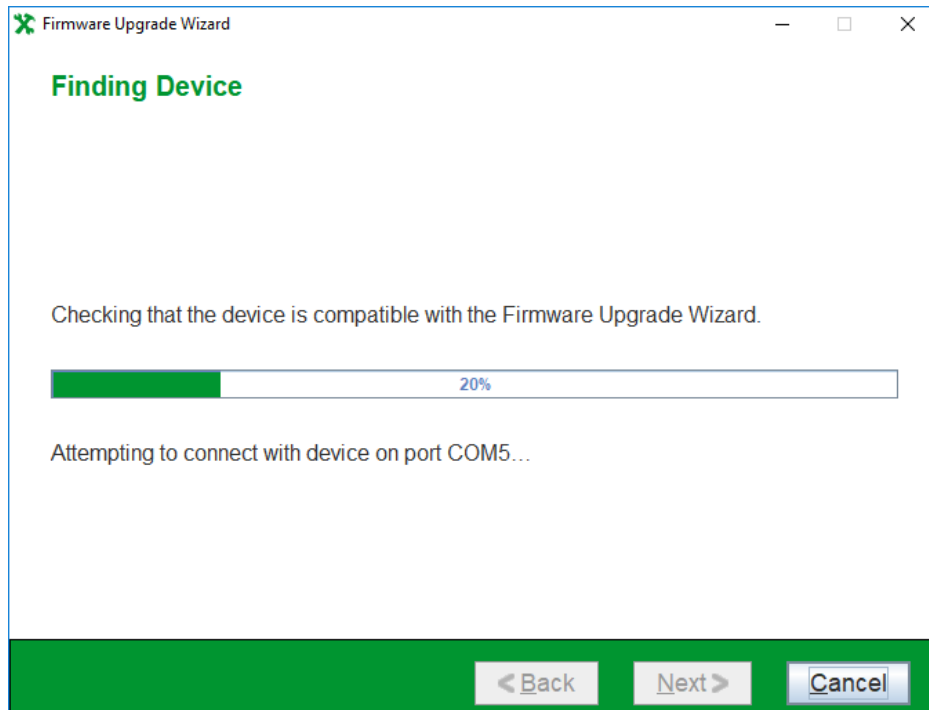 Firmware Upgrade Wizard
Finding Device
Checking that the device is compatible with the Firmware Upgrade Wizard.
20%
Attempting to connect with device on port COM5…
< Back Next > Cancel